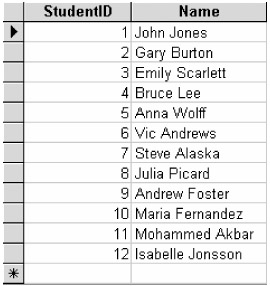 StudentID Name
1 John Jones
2 Gary Burton
3 Emily Scarlett
4 Bruce Lee
5 Anna Wolff
6 Vic Andrews
7 Steve Alaska
8 Julia Picard
9 Andrew Foster
10 Maria Fernandez
11 Mohammed Akbar
12 Isabelle Jonsson